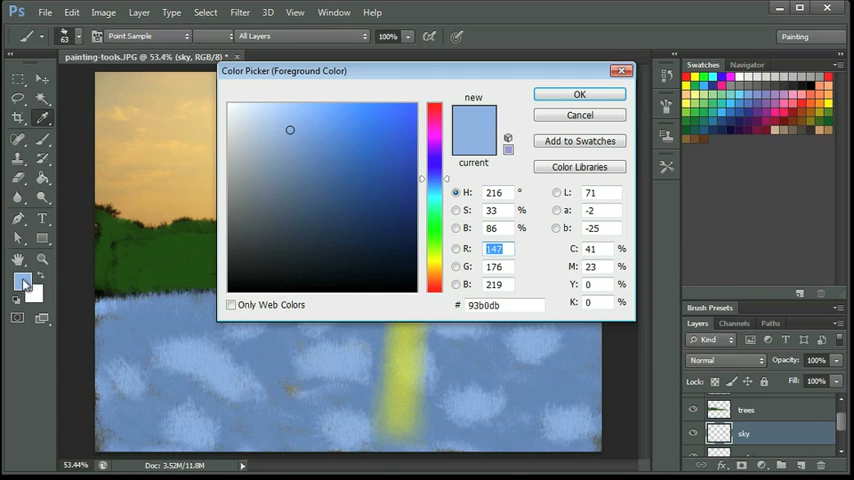 Ps File Edit Image Layer Type Select Filter 3D View Window Help
63 Point Sample All Layers 100% Painting
painting-tools.JPG @ 53.4% (sky, RGB/8) *
Color Picker (Foreground Color)
new
current
OK
Cancel
Add to Swatches
Color Libraries
H: 216 °
S: 33 %
B: 86 %
R: 147
G: 176
B: 219
L: 71
a: -2
b: -25
C: 41 %
M: 23 %
Y: 0 %
K: 0 %
Only Web Colors
# 93b0db
Swatches Navigator
Brush Presets
Layers Channels Paths
Kind
Normal Opacity: 100%
Lock: Fill: 100%
trees
sky
53.44% Doc: 3.52M/11.8M